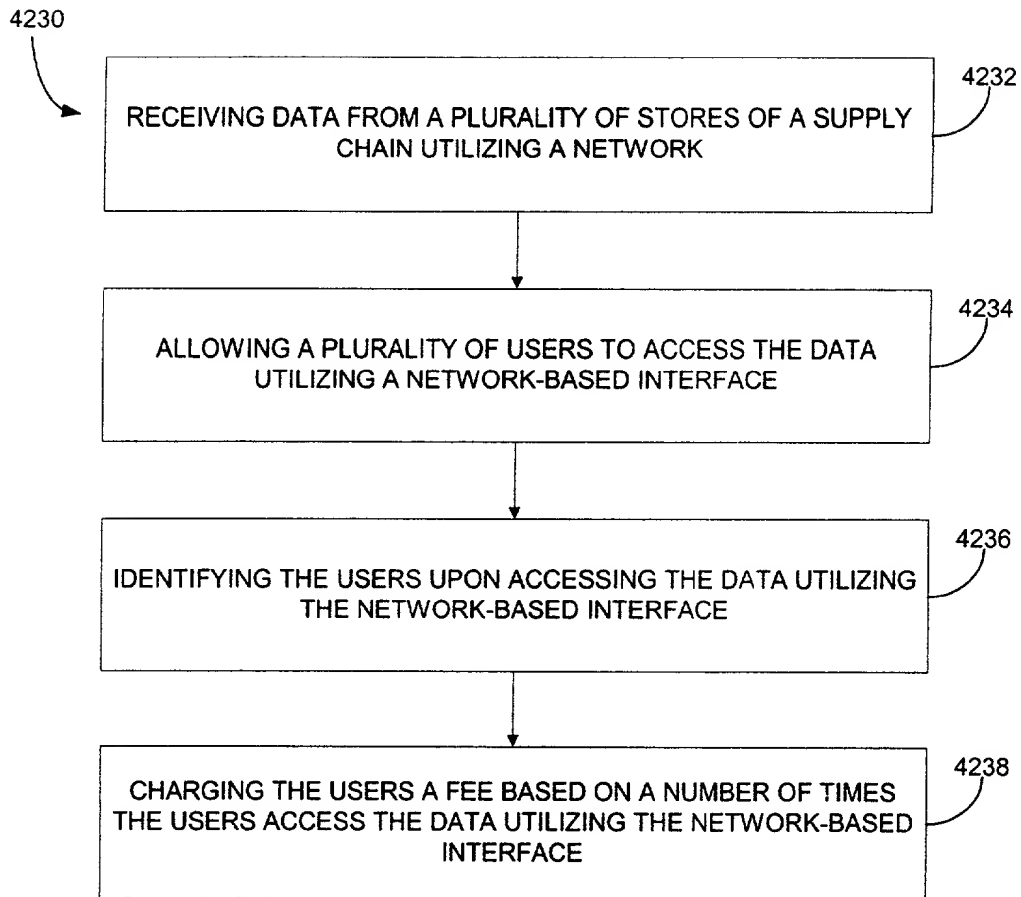 4230
4232
RECEIVING DATA FROM A PLURALITY OF STORES OF A SUPPLY
CHAIN UTILIZING A NETWORK
4234
ALLOWING A PLURALITY OF USERS TO ACCESS THE DATA
UTILIZING A NETWORK-BASED INTERFACE
4236
IDENTIFYING THE USERS UPON ACCESSING THE DATA UTILIZING
THE NETWORK-BASED INTERFACE
4238
CHARGING THE USERS A FEE BASED ON A NUMBER OF TIMES
THE USERS ACCESS THE DATA UTILIZING THE NETWORK-BASED
INTERFACE